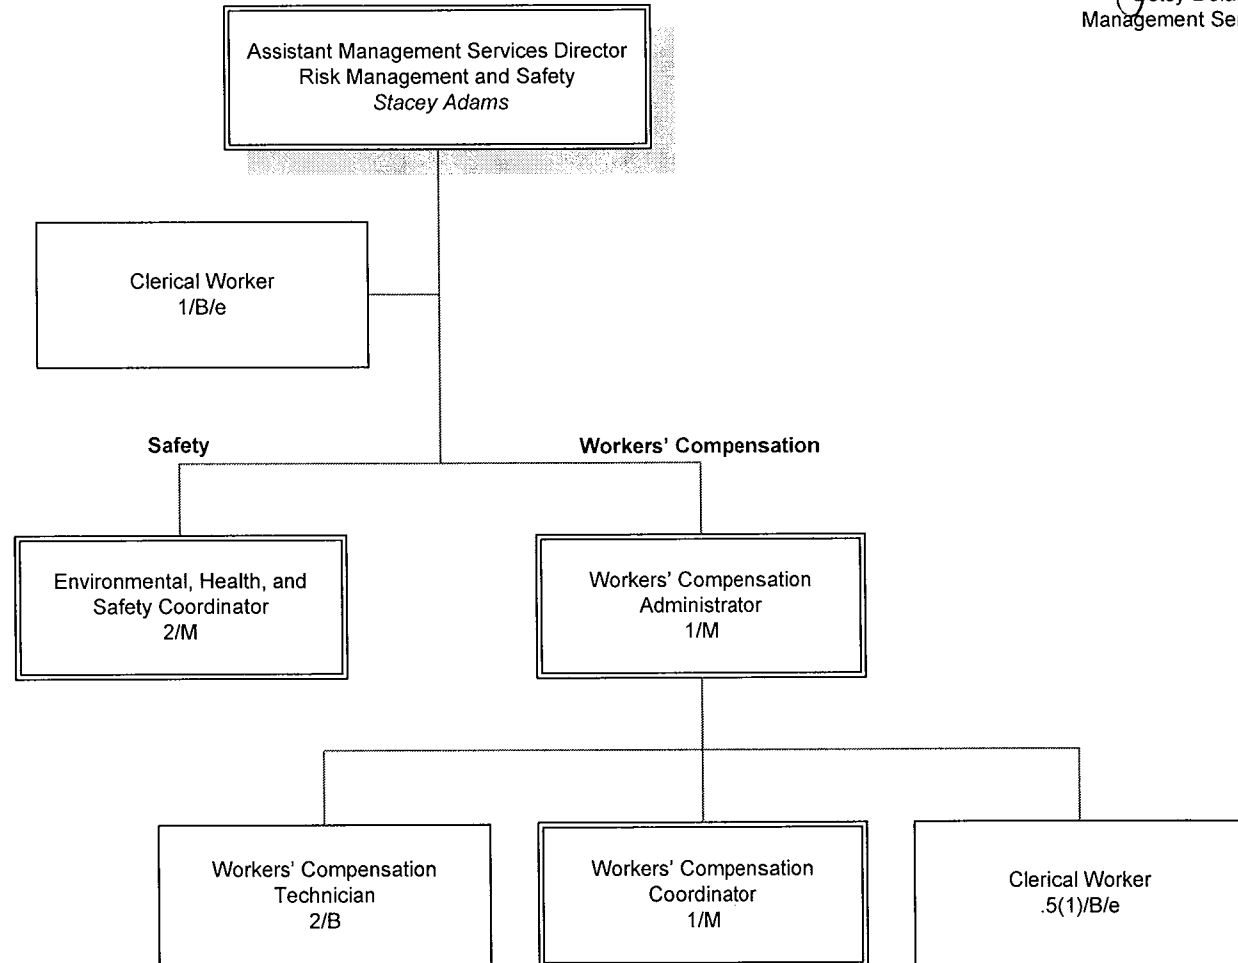 Management
Assistant Management Services Director
Risk Management and Safety
Stacey Adams
Clerical Worker
1/B/e
Safety
Workers' Compensation
Environmental, Health, and
Safety Coordinator
2/M
Workers' Compensation
Administrator
1/M
Workers' Compensation
Technician
2/B
Workers' Compensation
Coordinator
1/M
Clerical Worker
.5(1)/B/e